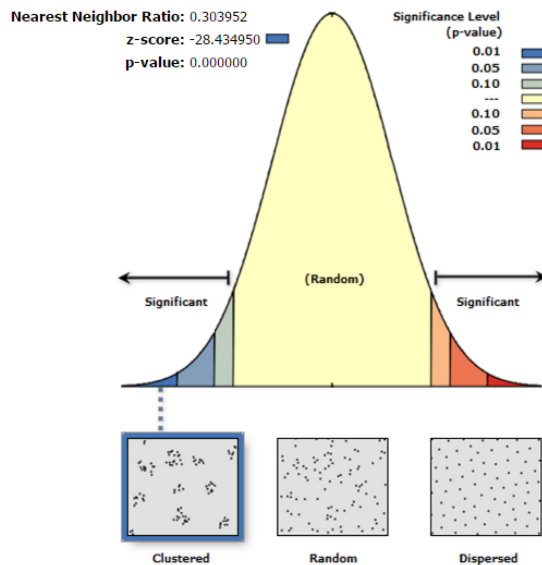 Nearest Neighbor Ratio: 0.303952
z-score: -28.434950
p-value: 0.000000
Significance Level
(p-value)
0.01
0.05
0.10
---
0.10
0.05
0.01
(Random)
Significant
Significant
Clustered
Random
Dispersed